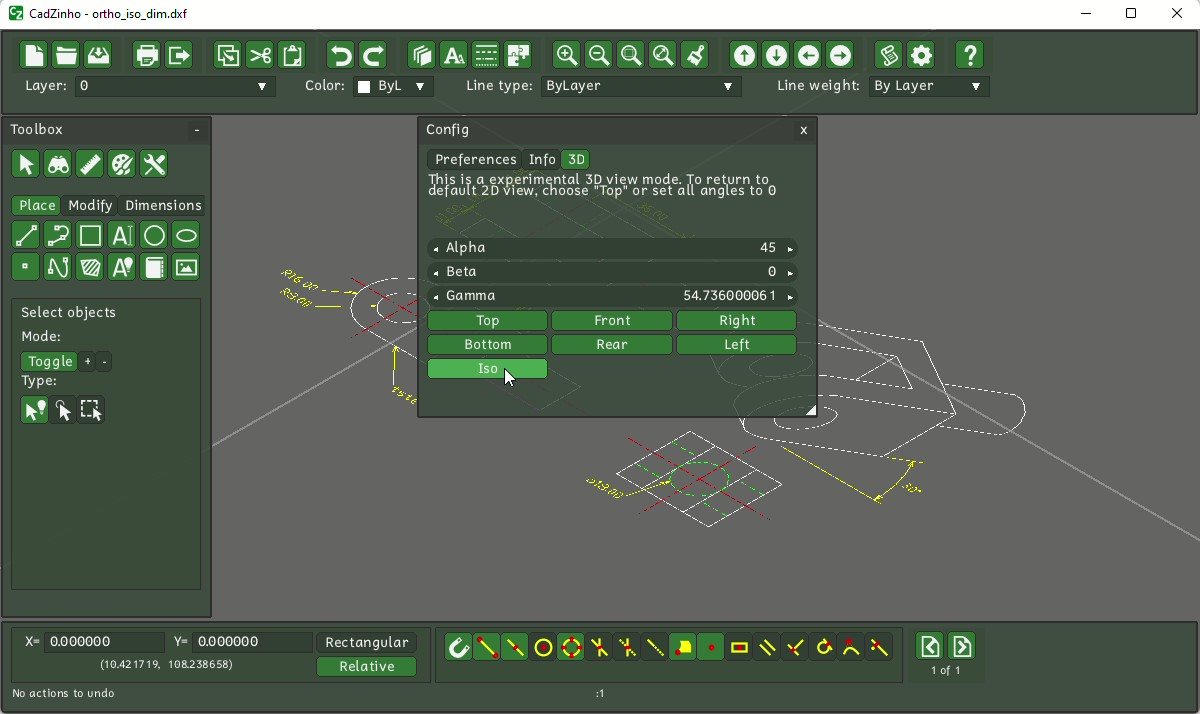 CadZinho - ortho_iso_dim.dxf
Layer: 0 Color: ByL Line type: ByLayer Line weight: By Layer
Toolbox -
Place Modify Dimensions
Select objects
Mode:
Toggle + -
Type:
Config x
Preferences Info 3D
This is a experimental 3D view mode. To return to
default 2D view, choose "Top" or set all angles to 0
Alpha 45
Beta 0
Gamma 54.736000061
Top Front Right
Bottom Rear Left
Iso
R16.00
R9.00
30°
X= 0.000000 Y= 0.000000 Rectangular
(10.421719, 108.238658) Relative
1 of 1
No actions to undo :1